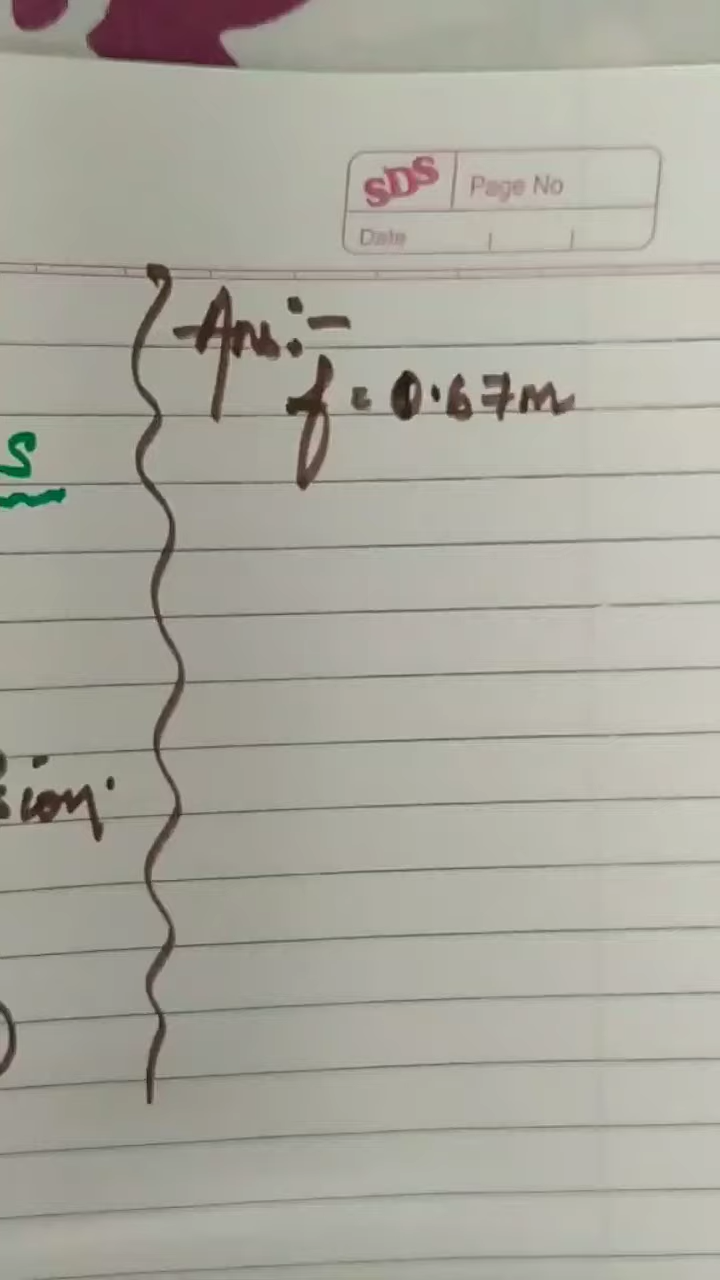 SDS Page No
Date
Ans:-
f = 0.67m
S
sion.